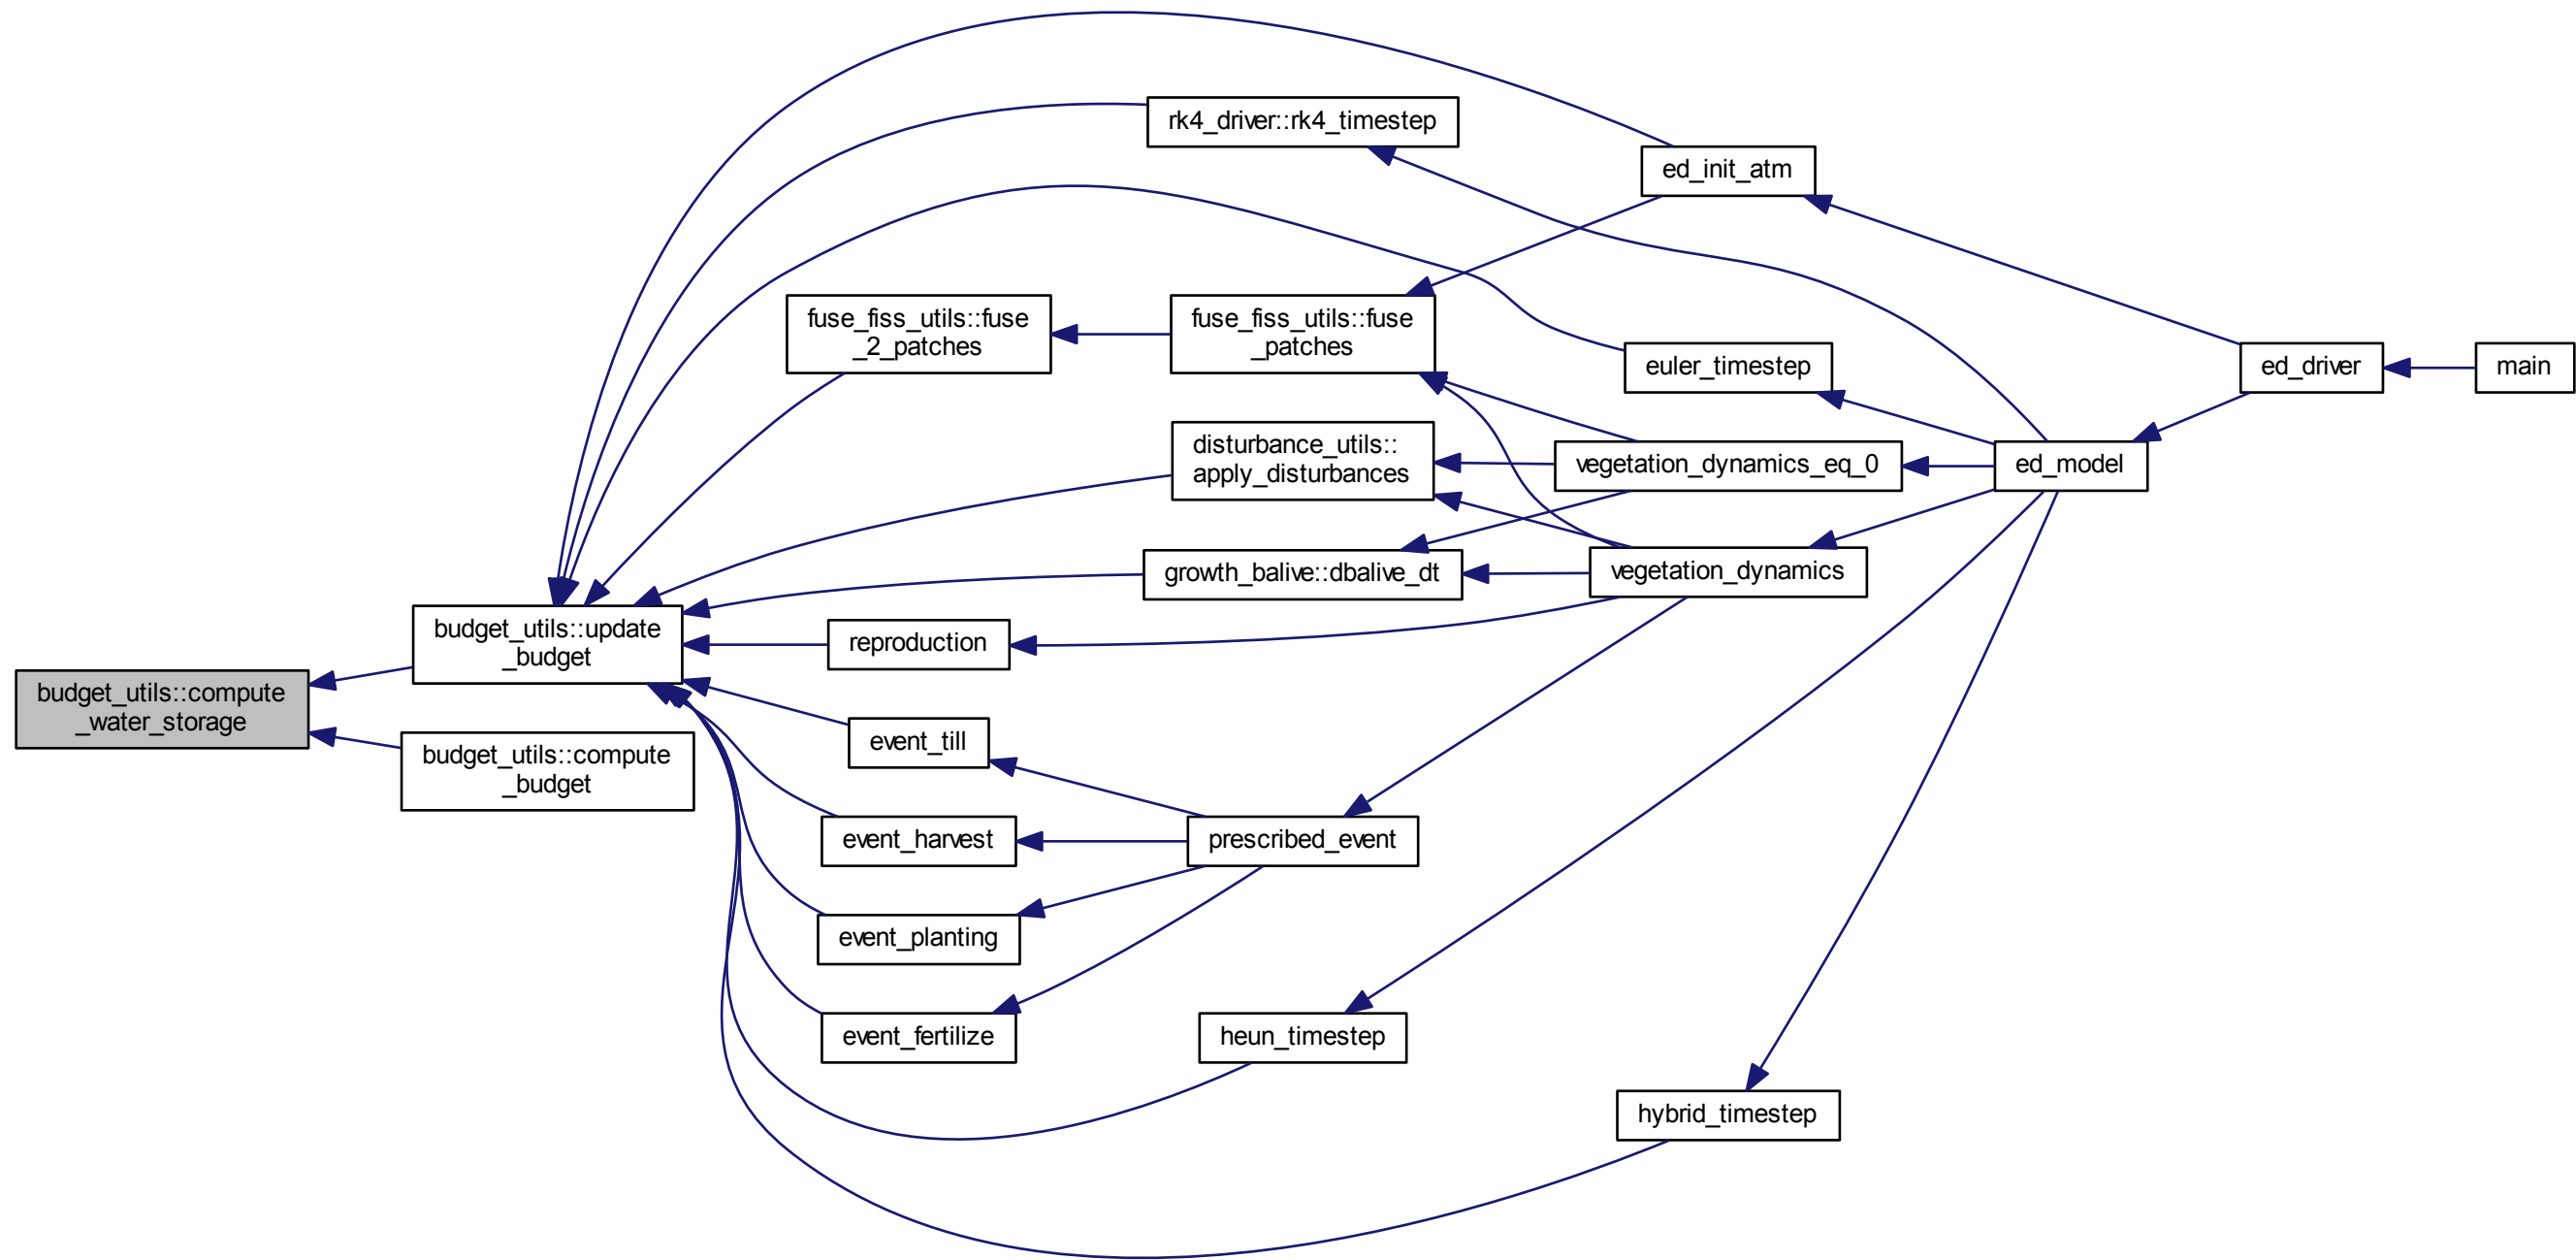 rk4_driver::rk4_timestep
ed_init_atm
fuse_fiss_utils::fuse
_2_patches
fuse_fiss_utils::fuse
_patches
euler_timestep
ed_driver
main
disturbance_utils::
apply_disturbances
vegetation_dynamics_eq_0
ed_model
growth_balive::dbalive_dt
vegetation_dynamics
budget_utils::update
_budget
reproduction
budget_utils::compute
_water_storage
event_till
budget_utils::compute
_budget
event_harvest
prescribed_event
event_planting
event_fertilize
heun_timestep
hybrid_timestep